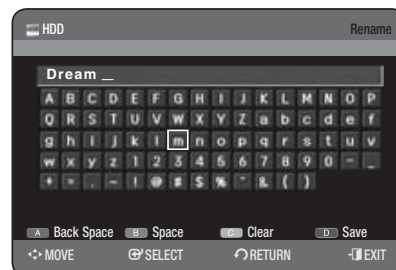 HDD Rename
Dream _
A B C D E F G H I J K L M N O P
Q R S T U V W X Y Z a b c d e f
g h i j k l m n o p q r s t u v
w x y z 1 2 3 4 5 6 7 8 9 0 – _
– ! @ # $ % & ( )
A Back Space B Space C Clear D Save
MOVE SELECT RETURN EXIT